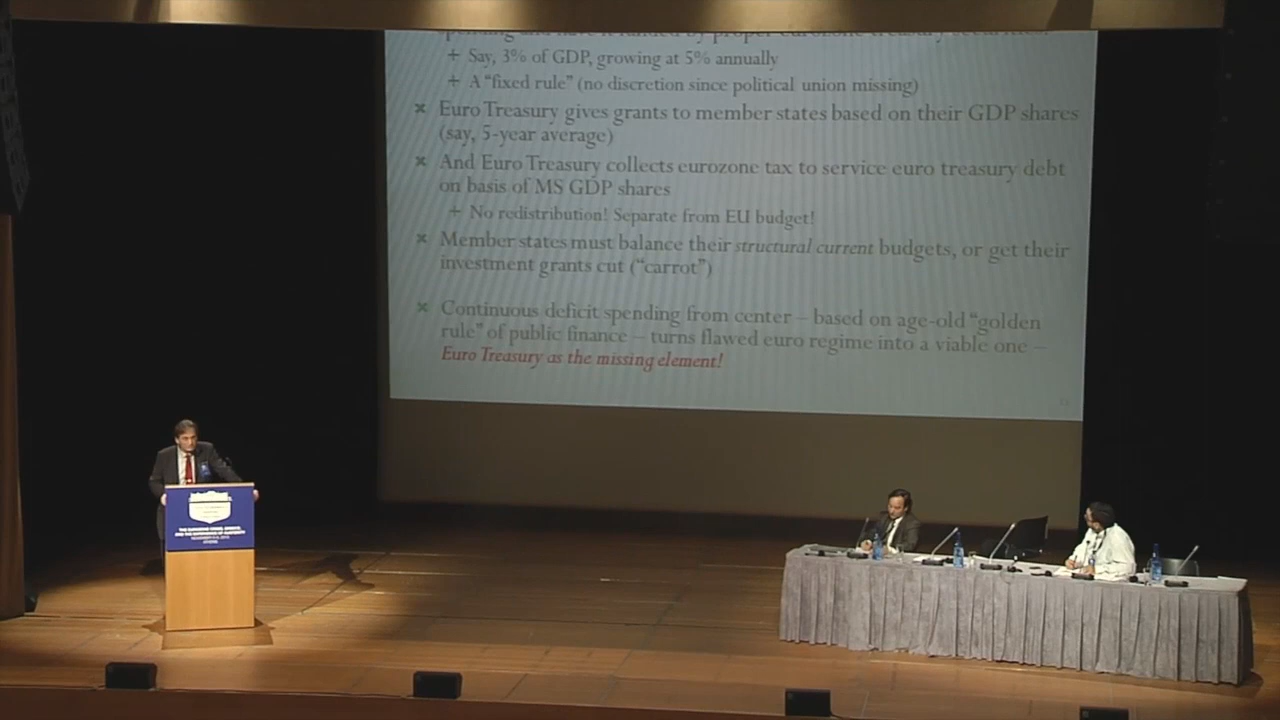 + Say, 3% of GDP, growing at 5% annually
+ A “fixed rule” (no discretion since political union missing)
× Euro Treasury gives grants to member states based on their GDP shares
(say, 5-year average)
× And Euro Treasury collects eurozone tax to service euro treasury debt
on basis of MS GDP shares
+ No redistribution! Separate from EU budget!
× Member states must balance their structural current budgets, or get their
investment grants cut (“carrot”)
× Continuous deficit spending from center – based on age-old “golden
rule” of public finance – turns flawed euro regime into a viable one –
Euro Treasury as the missing element!